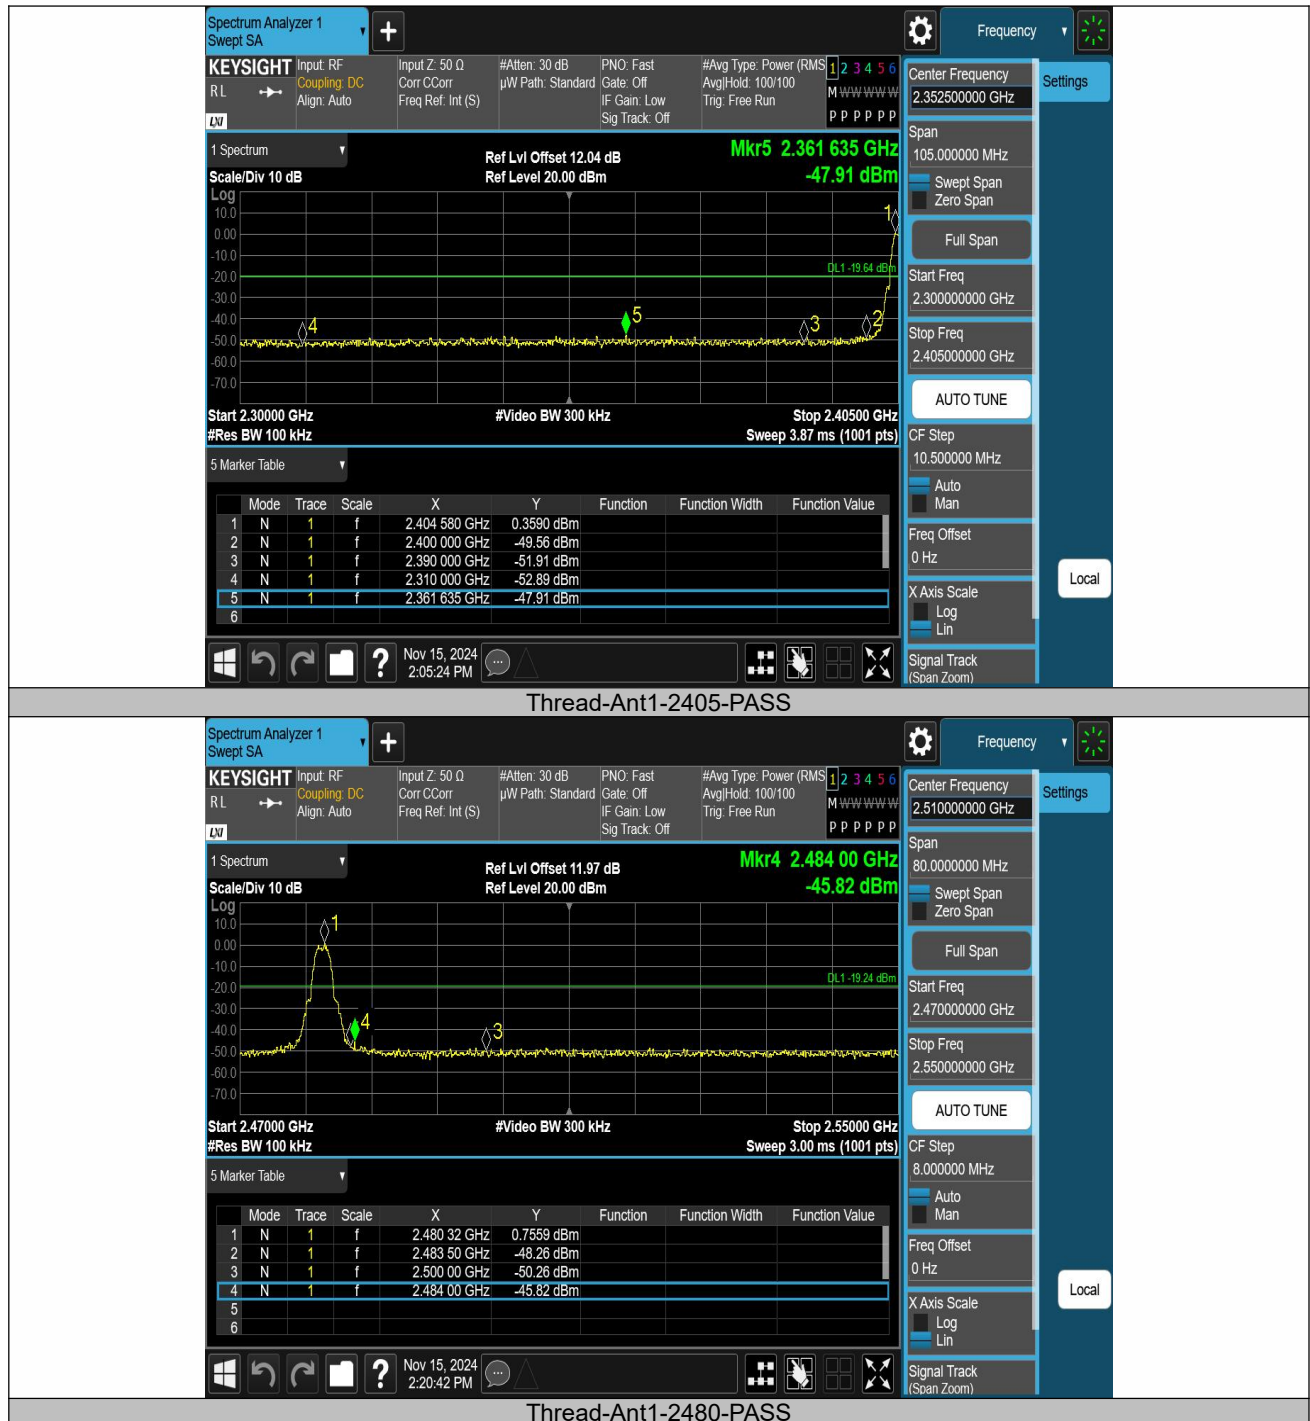 Spectrum Analyzer 1
Swept SA
Frequency
KEYSIGHT
Input: RF
Input Z: 50 Ω
#Atten: 30 dB
PNO: Fast
#Avg Type: Power (RMS
1 2 3 4 5 6
RL
Coupling: DC
Corr CCorr
µW Path: Standard
Gate: Off
Avg|Hold: 100/100
M W W W W W
Align: Auto
Freq Ref: Int (S)
IF Gain: Low
Trig: Free Run
Sig Track: Off
P P P P P P
LXI
Center Frequency
2.352500000 GHz
Settings
1 Spectrum
Ref Lvl Offset 12.04 dB
Mkr5 2.361 635 GHz
Scale/Div 10 dB
Ref Level 20.00 dBm
-47.91 dBm
Log
10.0
0.00
-10.0
-20.0
-30.0
-40.0
-50.0
-60.0
-70.0
1
DL1 -19.64 dBm
4
5
3
2
Start 2.30000 GHz
#Video BW 300 kHz
Stop 2.40500 GHz
#Res BW 100 kHz
Sweep 3.87 ms (1001 pts)
Span
105.000000 MHz
Swept Span
Zero Span
Full Span
Start Freq
2.300000000 GHz
Stop Freq
2.405000000 GHz
AUTO TUNE
CF Step
10.500000 MHz
Auto
Man
Freq Offset
0 Hz
X Axis Scale
Log
Lin
Signal Track
(Span Zoom)
Local
5 Marker Table
Mode Trace Scale X Y Function Function Width Function Value
1 N 1 f 2.404 580 GHz 0.3590 dBm
2 N 1 f 2.400 000 GHz -49.56 dBm
3 N 1 f 2.390 000 GHz -51.91 dBm
4 N 1 f 2.310 000 GHz -52.89 dBm
5 N 1 f 2.361 635 GHz -47.91 dBm
6
?
Nov 15, 2024
2:05:24 PM
Thread-Ant1-2405-PASS
Spectrum Analyzer 1
Swept SA
Frequency
KEYSIGHT
Input: RF
Input Z: 50 Ω
#Atten: 30 dB
PNO: Fast
#Avg Type: Power (RMS
1 2 3 4 5 6
RL
Coupling: DC
Corr CCorr
µW Path: Standard
Gate: Off
Avg|Hold: 100/100
M W W W W W
Align: Auto
Freq Ref: Int (S)
IF Gain: Low
Trig: Free Run
Sig Track: Off
P P P P P P
LXI
Center Frequency
2.510000000 GHz
Settings
1 Spectrum
Ref Lvl Offset 11.97 dB
Mkr4 2.484 00 GHz
Scale/Div 10 dB
Ref Level 20.00 dBm
-45.82 dBm
Log
10.0
0.00
-10.0
-20.0
-30.0
-40.0
-50.0
-60.0
-70.0
1
DL1 -19.24 dBm
4
3
Start 2.47000 GHz
#Video BW 300 kHz
Stop 2.55000 GHz
#Res BW 100 kHz
Sweep 3.00 ms (1001 pts)
Span
80.0000000 MHz
Swept Span
Zero Span
Full Span
Start Freq
2.470000000 GHz
Stop Freq
2.550000000 GHz
AUTO TUNE
CF Step
8.000000 MHz
Auto
Man
Freq Offset
0 Hz
X Axis Scale
Log
Lin
Signal Track
(Span Zoom)
Local
5 Marker Table
Mode Trace Scale X Y Function Function Width Function Value
1 N 1 f 2.480 32 GHz 0.7559 dBm
2 N 1 f 2.483 50 GHz -48.26 dBm
3 N 1 f 2.500 00 GHz -50.26 dBm
4 N 1 f 2.484 00 GHz -45.82 dBm
5
6
?
Nov 15, 2024
2:20:42 PM
Thread-Ant1-2480-PASS